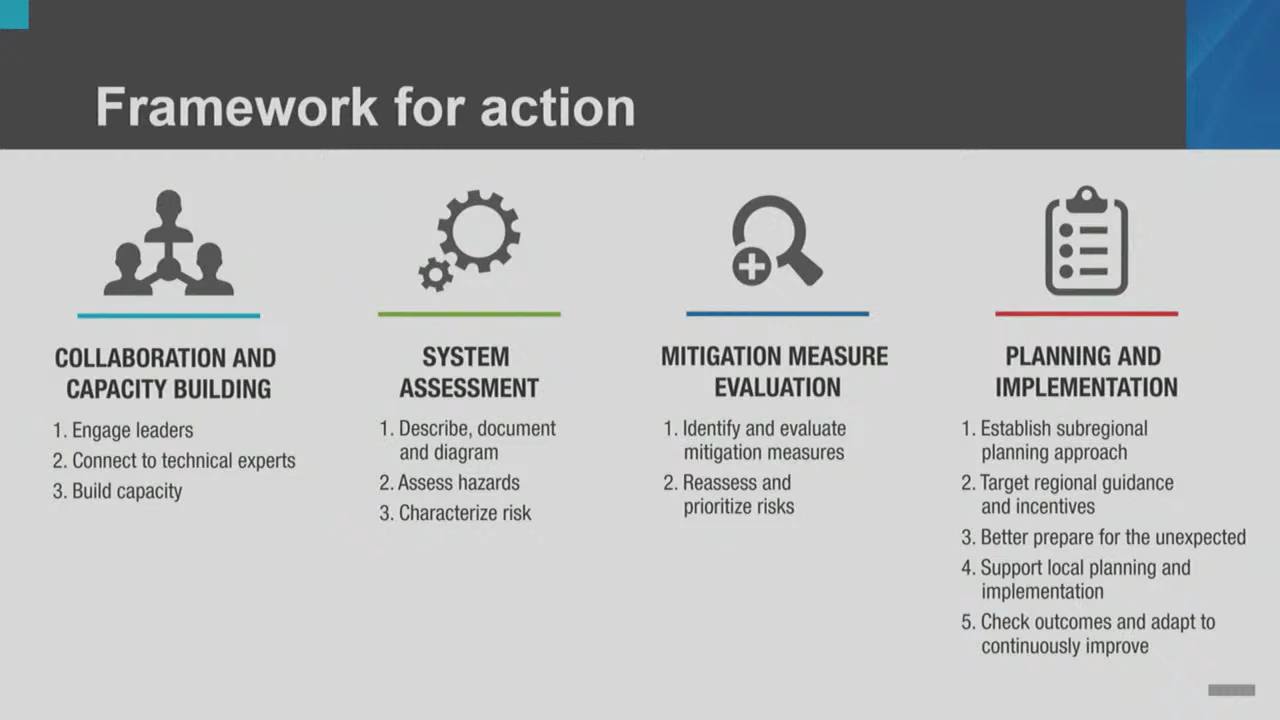 Framework for action
COLLABORATION AND
CAPACITY BUILDING
1. Engage leaders
2. Connect to technical experts
3. Build capacity
SYSTEM
ASSESSMENT
1. Describe, document
and diagram
2. Assess hazards
3. Characterize risk
MITIGATION MEASURE
EVALUATION
1. Identify and evaluate
mitigation measures
2. Reassess and
prioritize risks
PLANNING AND
IMPLEMENTATION
1. Establish subregional
planning approach
2. Target regional guidance
and incentives
3. Better prepare for the unexpected
4. Support local planning and
implementation
5. Check outcomes and adapt to
continuously improve